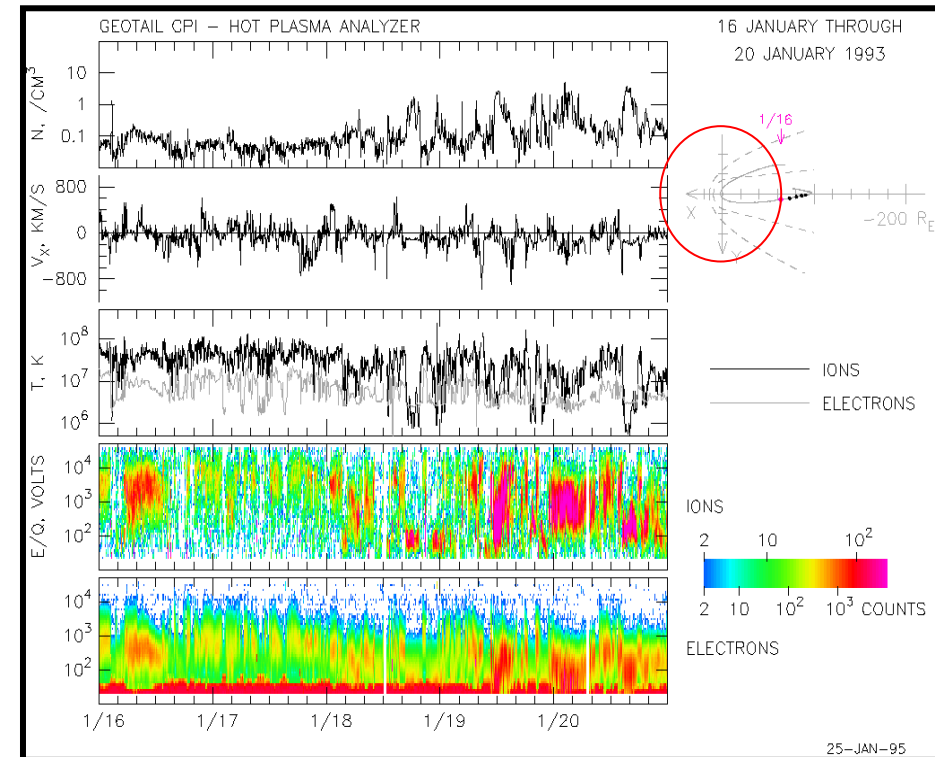 GEOTAIL CPI – HOT PLASMA ANALYZER
16 JANUARY THROUGH
20 JANUARY 1993
N, /CM³
10
1
0.1
V_X, KM/S
800
0
-800
T, K
10⁸
10⁷
10⁶
E/Q, VOLTS
10⁴
10³
10²
10⁴
10³
10²
1/16
1/17
1/18
1/19
1/20
1/16
X
Y
-200 R_E
IONS
ELECTRONS
IONS
2
10
10²
2
10
10²
10³ COUNTS
ELECTRONS
25-JAN-95